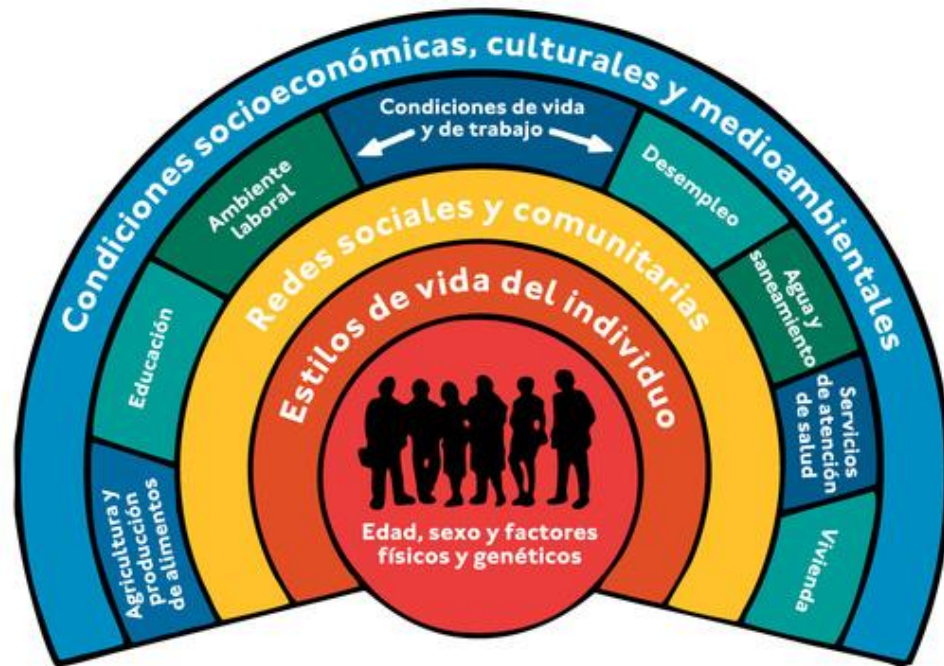 Condiciones socioeconómicas, culturales y medioambientales
Condiciones de vida
y de trabajo
Agricultura y
producción
de alimentos
Educación
Ambiente
laboral
Desempleo
Agua y
saneamiento
Servicios
de atención
de salud
Vivienda
Redes sociales y comunitarias
Estilos de vida del individuo
Edad, sexo y factores
físicos y genéticos